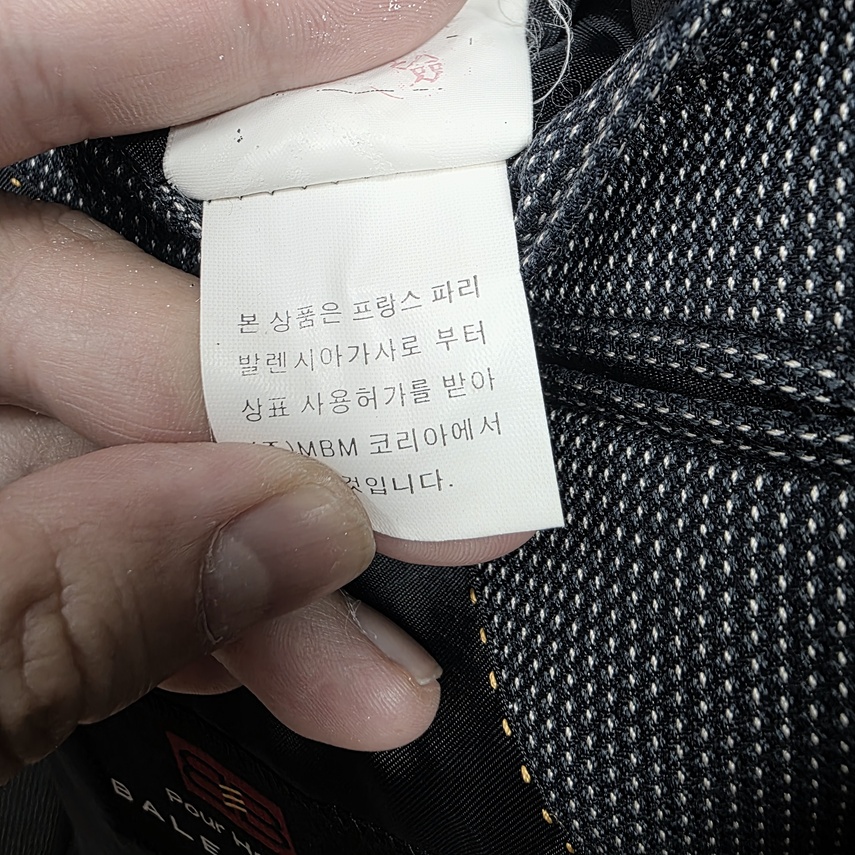 본 상품은 프랑스 파리
발렌시아가사로 부터
상표 사용허가를 받아
(주)MBM 코리아에서
것입니다.
Pour
BALE